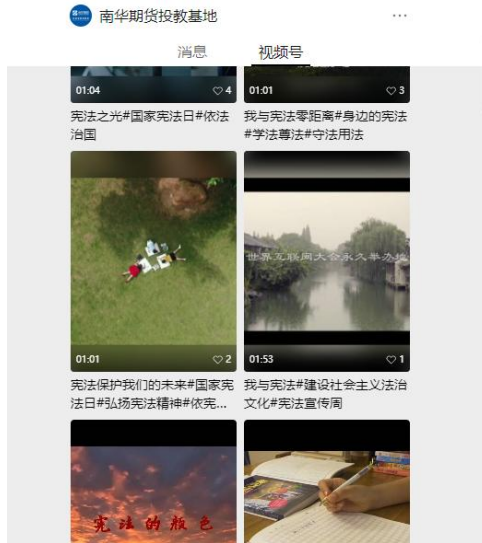 南华期货投教基地
消息
视频号
01:04
4
01:01
3
宪法之光#国家宪法日#依法
治国
我与宪法零距离#身边的宪法
#学法尊法#守法用法
世界互联网大会永久举办地
01:01
2
01:53
1
宪法保护我们的未来#国家宪
法日#弘扬宪法精神#依宪...
我与宪法#建设社会主义法治
文化#宪法宣传周
宪法的颜色